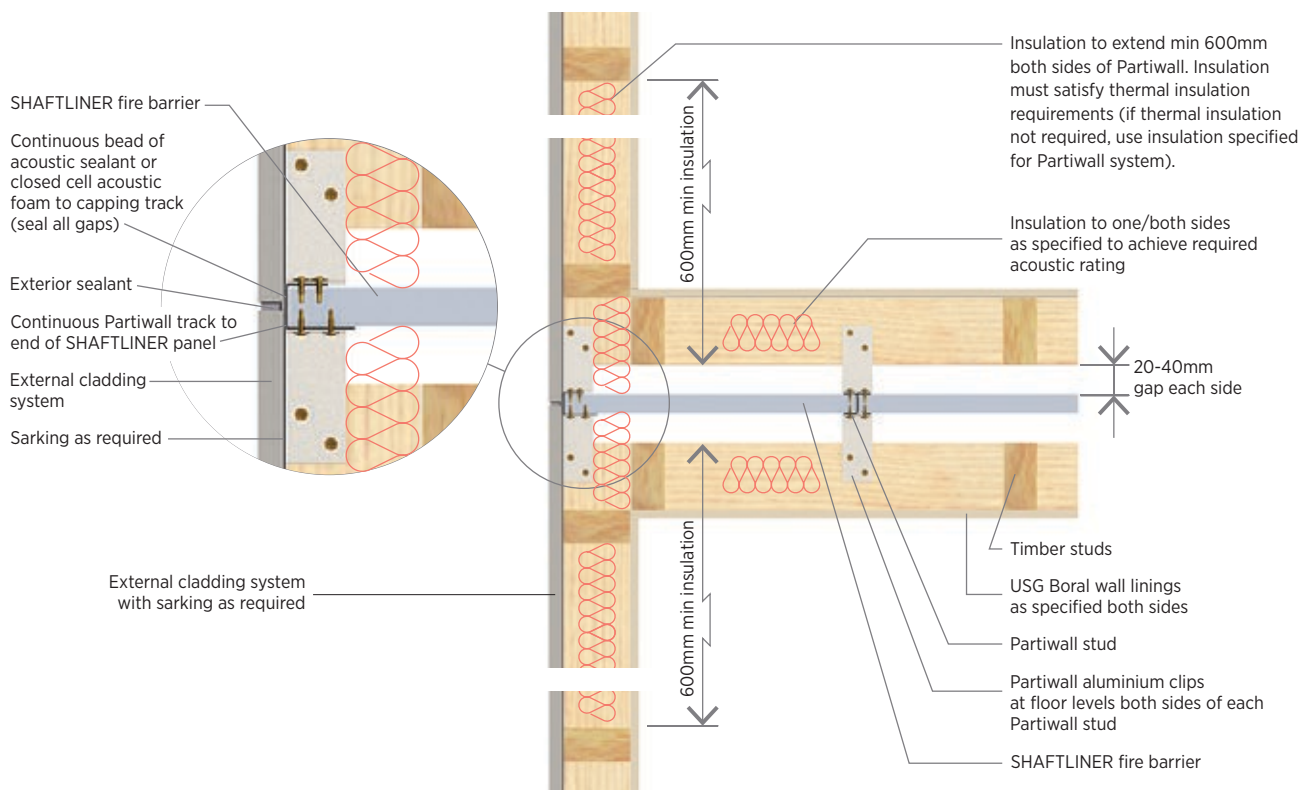 SHAFTLINER fire barrier
Continuous bead of
acoustic sealant or
closed cell acoustic
foam to capping track
(seal all gaps)
Exterior sealant
Continuous Partiwall track to
end of SHAFTLINER panel
External cladding
system
Sarking as required
External cladding system
with sarking as required
600mm min insulation
600mm min insulation
Insulation to extend min 600mm
both sides of Partiwall. Insulation
must satisfy thermal insulation
requirements (if thermal insulation
not required, use insulation specified
for Partiwall system).
Insulation to one/both sides
as specified to achieve required
acoustic rating
20-40mm
gap each side
Timber studs
USG Boral wall linings
as specified both sides
Partiwall stud
Partiwall aluminium clips
at floor levels both sides of each
Partiwall stud
SHAFTLINER fire barrier